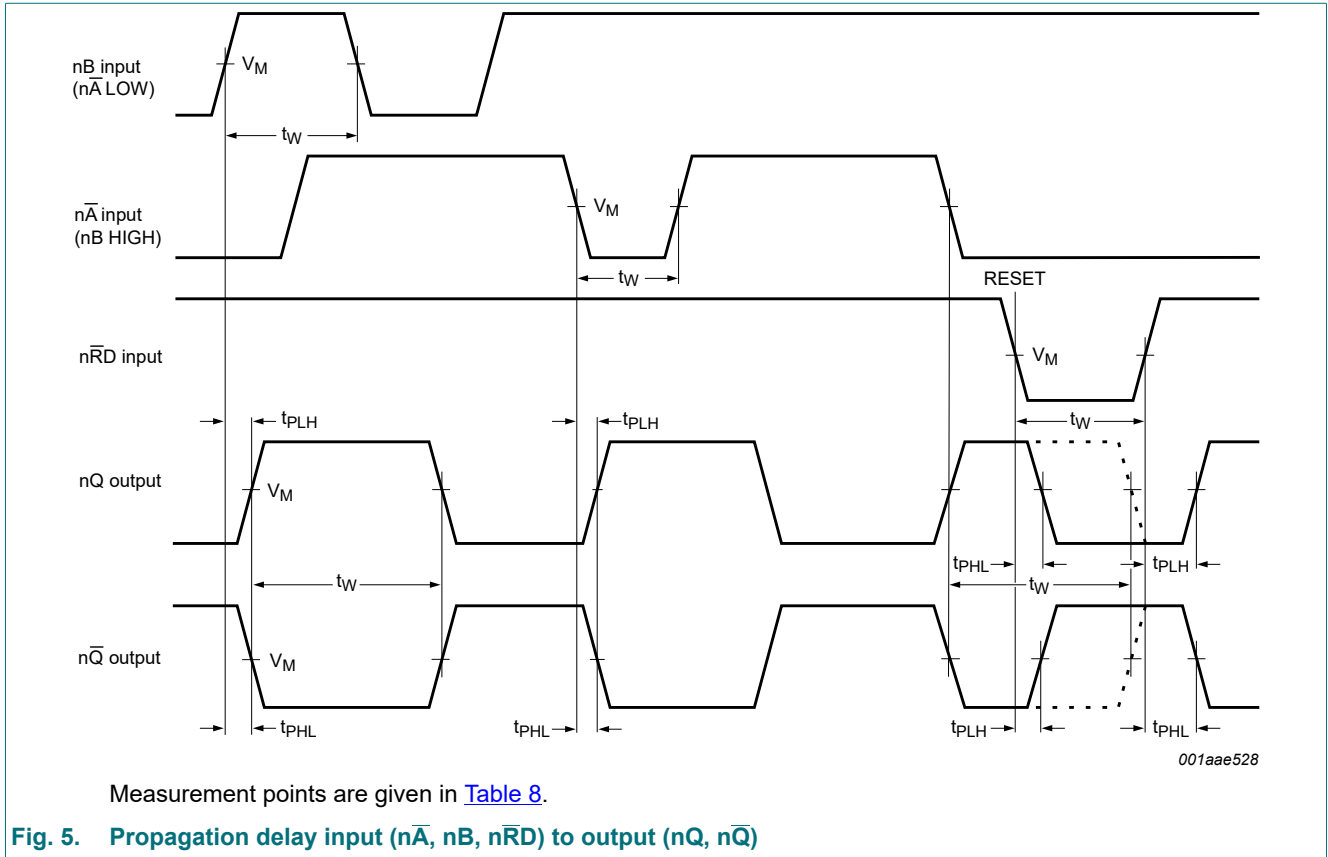 nB input
(nA̅ LOW)
VM
tW
nA̅ input
(nB HIGH)
VM
tW
RESET
nR̅D input
VM
tW
tPLH
tPLH
nQ output
VM
tPHL
tPLH
tW
tW
nQ̅ output
VM
tPHL
tPHL
tPLH
tPHL
001aae528
Measurement points are given in Table 8.
Fig. 5. Propagation delay input (nA̅, nB, nR̅D) to output (nQ, nQ̅)